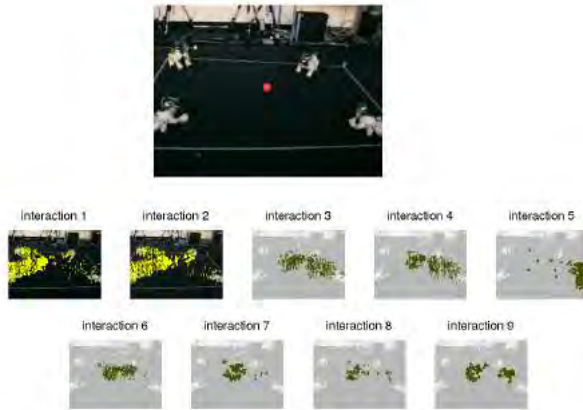 interaction 1
interaction 2
interaction 3
interaction 4
interaction 5
interaction 6
interaction 7
interaction 8
interaction 9